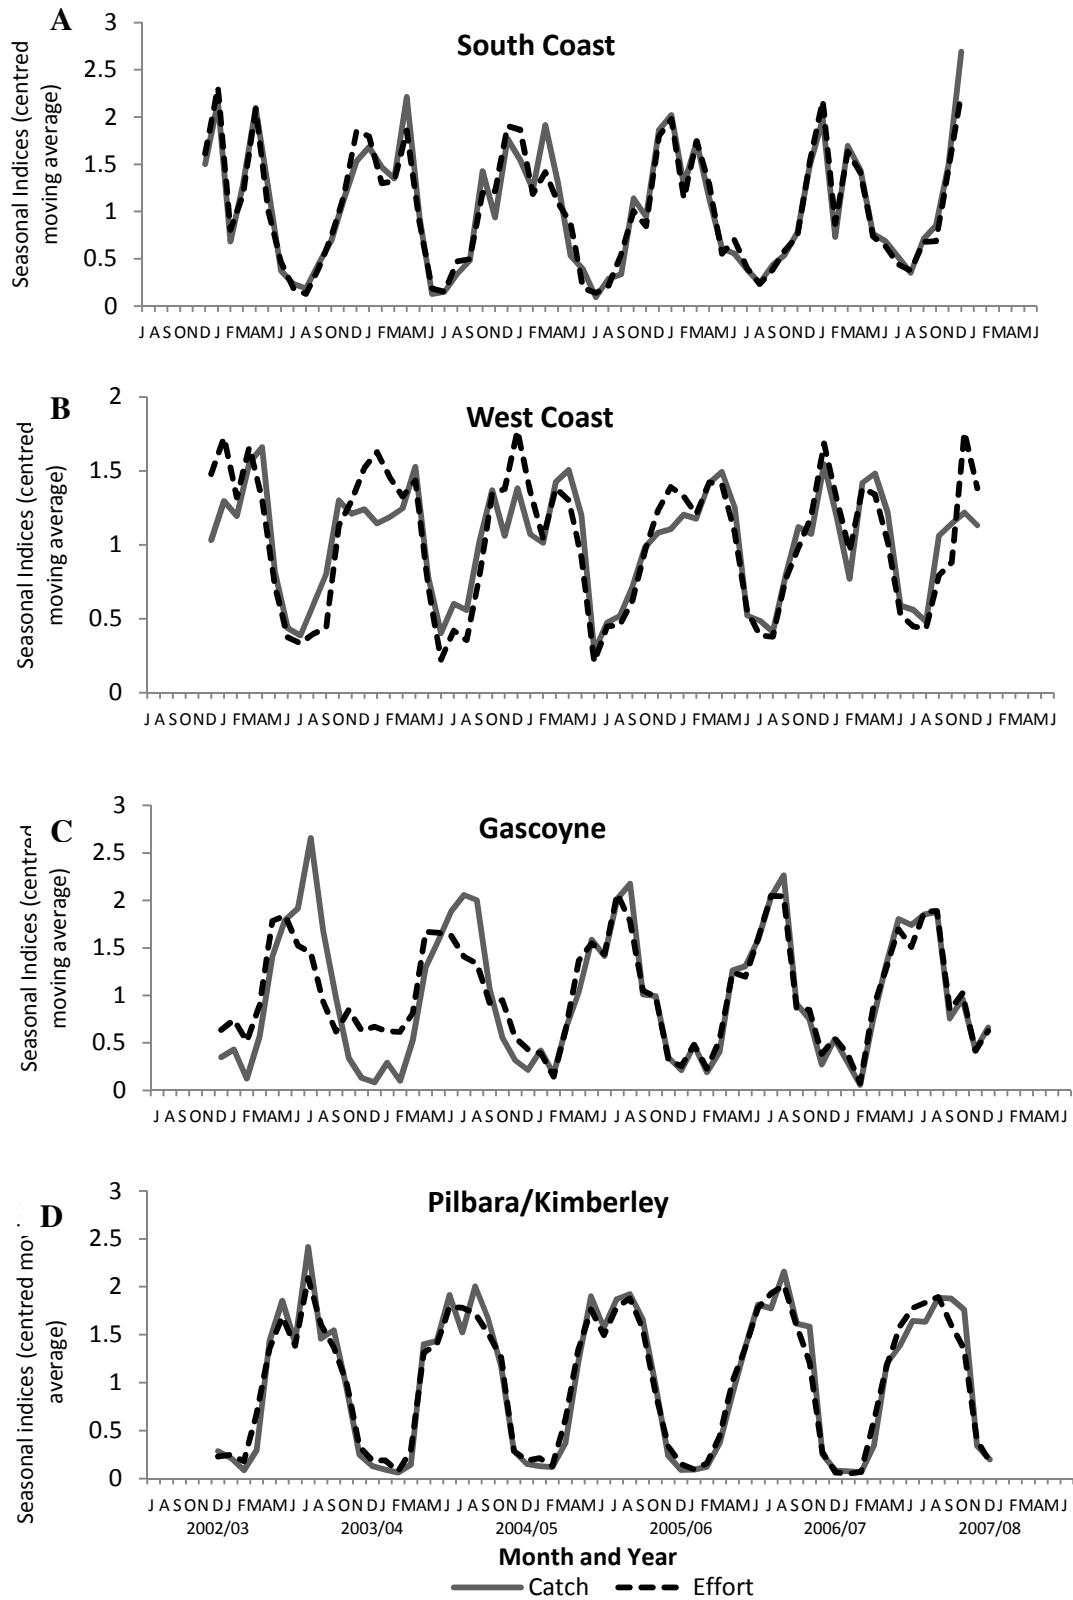 A
South Coast
Seasonal Indices (centred
moving average)
3
2.5
2
1.5
1
0.5
0
J A S O N D J F M A M J J A S O N D J F M A M J J A S O N D J F M A M J J A S O N D J F M A M J J A S O N D J F M A M J J A S O N D J F M A M J
B
West Coast
Seasonal Indices (centred
moving average)
2
1.5
1
0.5
0
J A S O N D J F M A M J J A S O N D J F M A M J J A S O N D J F M A M J J A S O N D J F M A M J J A S O N D J F M A M J J A S O N D J F M A M J
C
Gascoyne
Seasonal Indices (centred
moving average)
3
2.5
2
1.5
1
0.5
0
J A S O N D J F M A M J J A S O N D J F M A M J J A S O N D J F M A M J J A S O N D J F M A M J J A S O N D J F M A M J J A S O N D J F M A M J
D
Pilbara/Kimberley
Seasonal indices (centred
average)
3
2.5
2
1.5
1
0.5
0
J A S O N D J F M A M J J A S O N D J F M A M J J A S O N D J F M A M J J A S O N D J F M A M J J A S O N D J F M A M J J A S O N D J F M A M J
2002/03 2003/04 2004/05 2005/06 2006/07 2007/08
Month and Year
Catch Effort